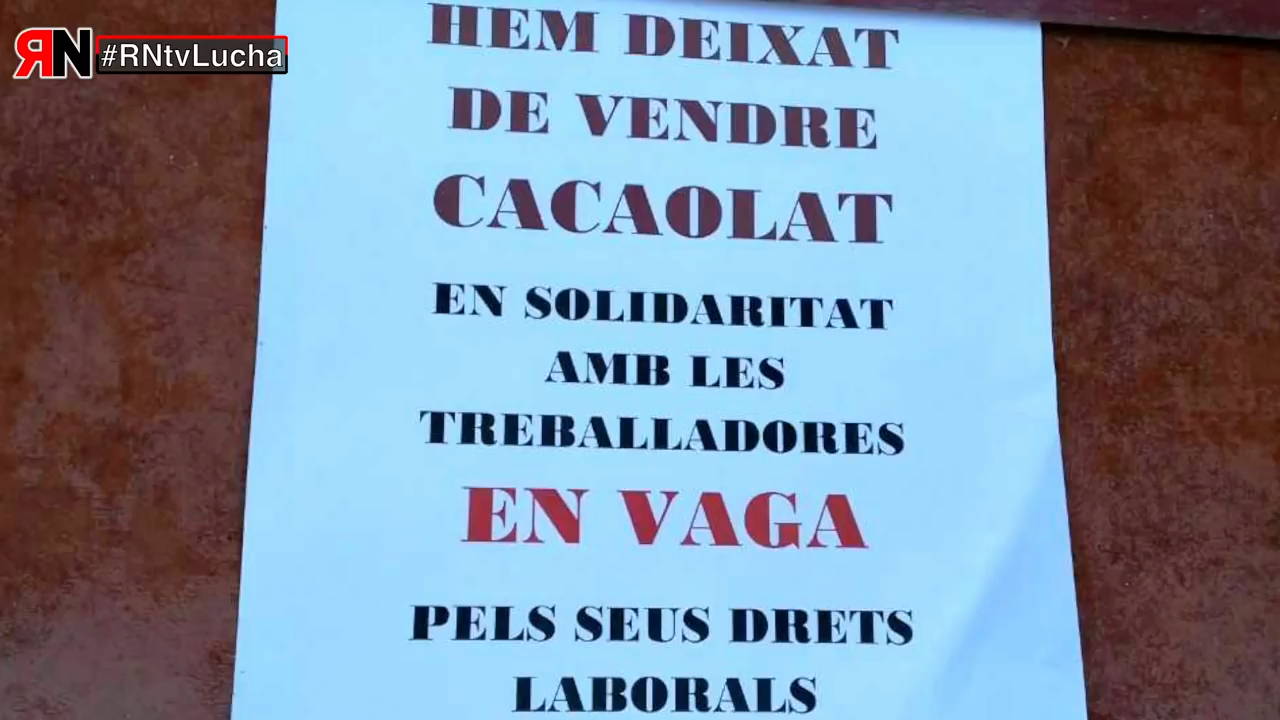 RN #RNtvLucha
HEM DEIXAT
DE VENDRE
CACAOLAT
EN SOLIDARITAT
AMB LES
TREBALLADORES
EN VAGA
PELS SEUS DRETS
LABORALS